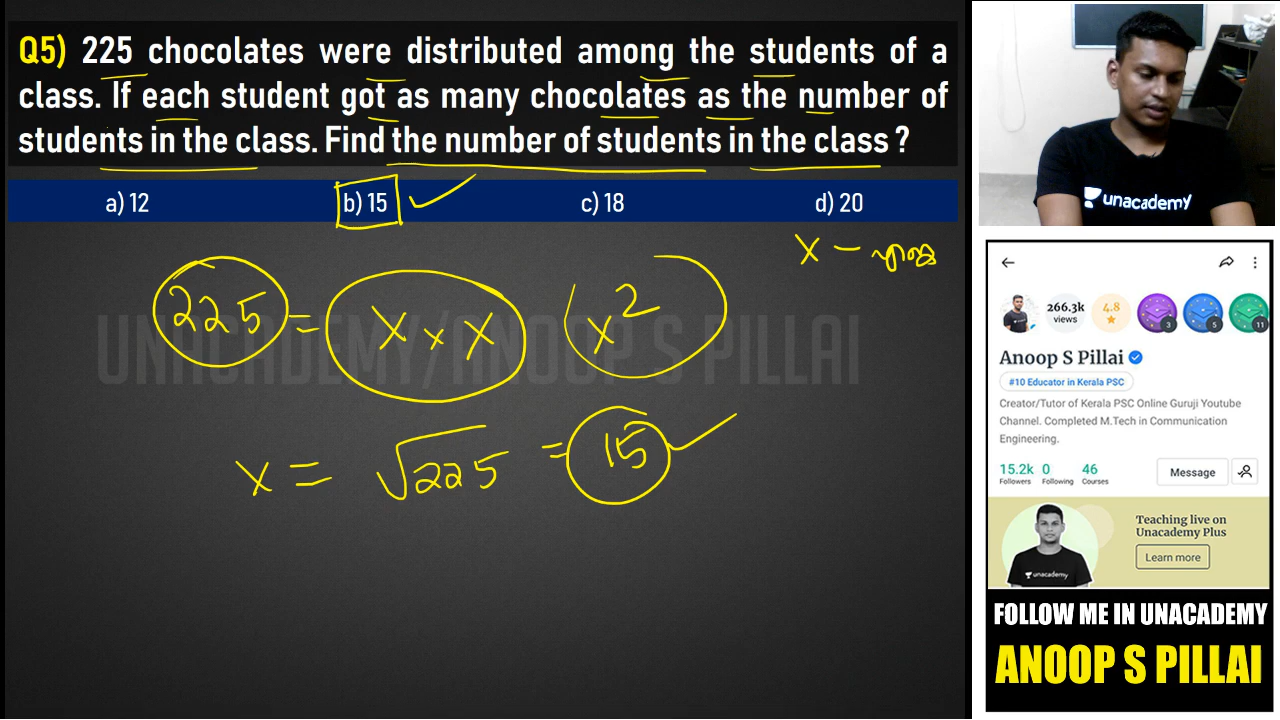 Q5) 225 chocolates were distributed among the students of a
class. If each student got as many chocolates as the number of
students in the class. Find the number of students in the class ?
a) 12 b) 15 c) 18 d) 20
x –
225 = x × x x²
UNACADEMY/ANOOP S PILLAI
x = √225 = 15
unacademy
266.3k
views
4.8
3
5
11
Anoop S Pillai
#10 Educator in Kerala PSC
Creator/Tutor of Kerala PSC Online Guruji Youtube
Channel. Completed M.Tech in Communication
Engineering.
15.2k 0 46
Followers Following Courses
Message
Teaching live on
Unacademy Plus
Learn more
unacademy
FOLLOW ME IN UNACADEMY
ANOOP S PILLAI